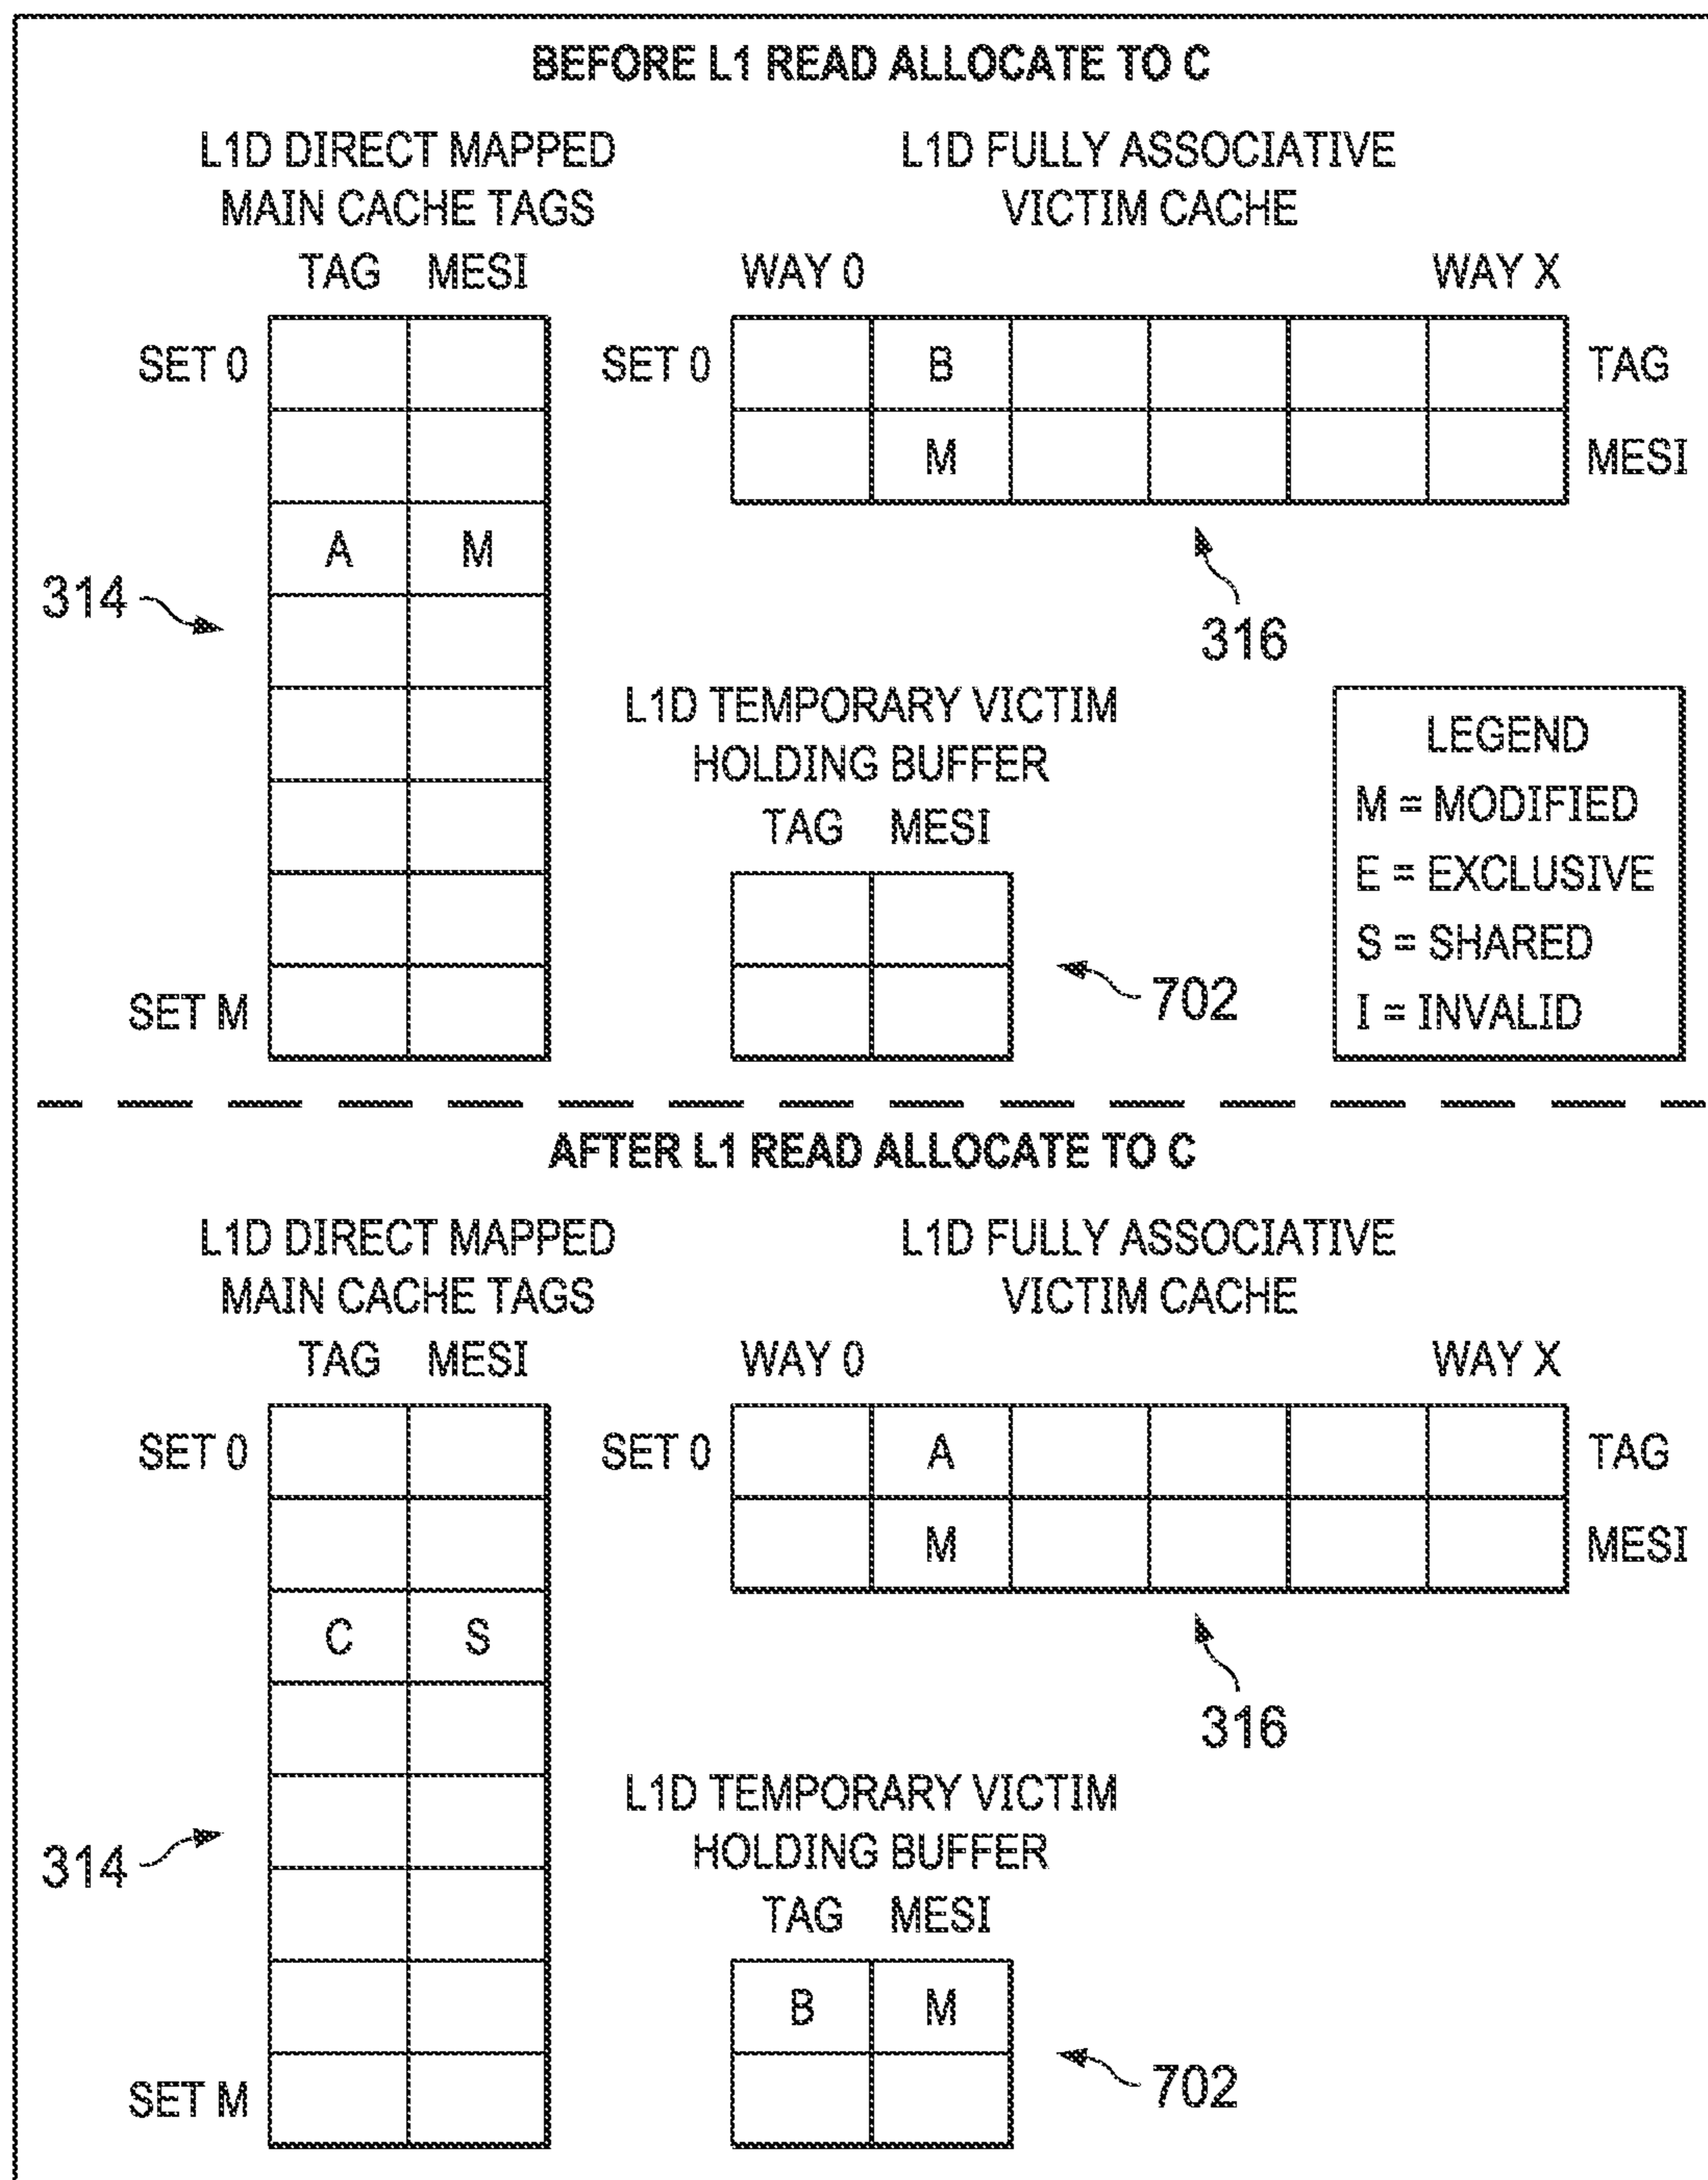 BEFORE L1 READ ALLOCATE TO C
L1D DIRECT MAPPED
MAIN CACHE TAGS
TAG MESI
SET 0
A M
314
SET M
L1D FULLY ASSOCIATIVE
VICTIM CACHE
WAY 0 WAY X
SET 0 B TAG
M MESI
316
L1D TEMPORARY VICTIM
HOLDING BUFFER
TAG MESI
702
LEGEND
M = MODIFIED
E = EXCLUSIVE
S = SHARED
I = INVALID
AFTER L1 READ ALLOCATE TO C
L1D DIRECT MAPPED
MAIN CACHE TAGS
TAG MESI
SET 0
C S
314
SET M
L1D FULLY ASSOCIATIVE
VICTIM CACHE
WAY 0 WAY X
SET 0 A TAG
M MESI
316
L1D TEMPORARY VICTIM
HOLDING BUFFER
TAG MESI
B M
702